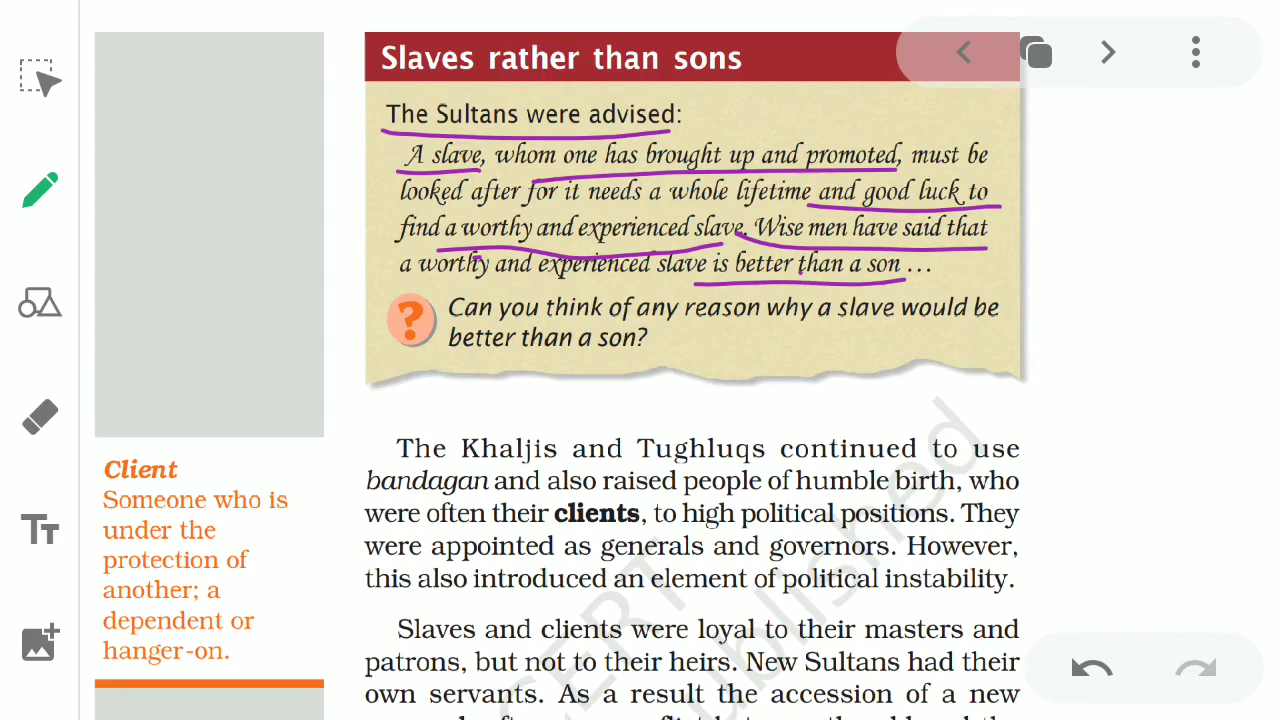 Slaves rather than sons
The Sultans were advised:
A slave, whom one has brought up and promoted, must be
looked after for it needs a whole lifetime and good luck to
find a worthy and experienced slave. Wise men have said that
a worthy and experienced slave is better than a son ...
? Can you think of any reason why a slave would be
better than a son?
The Khaljis and Tughluqs continued to use
bandagan and also raised people of humble birth, who
were often their clients, to high political positions. They
were appointed as generals and governors. However,
this also introduced an element of political instability.
Slaves and clients were loyal to their masters and
patrons, but not to their heirs. New Sultans had their
own servants. As a result the accession of a new
Client
Someone who is
under the
protection of
another; a
dependent or
hanger-on.
Tt